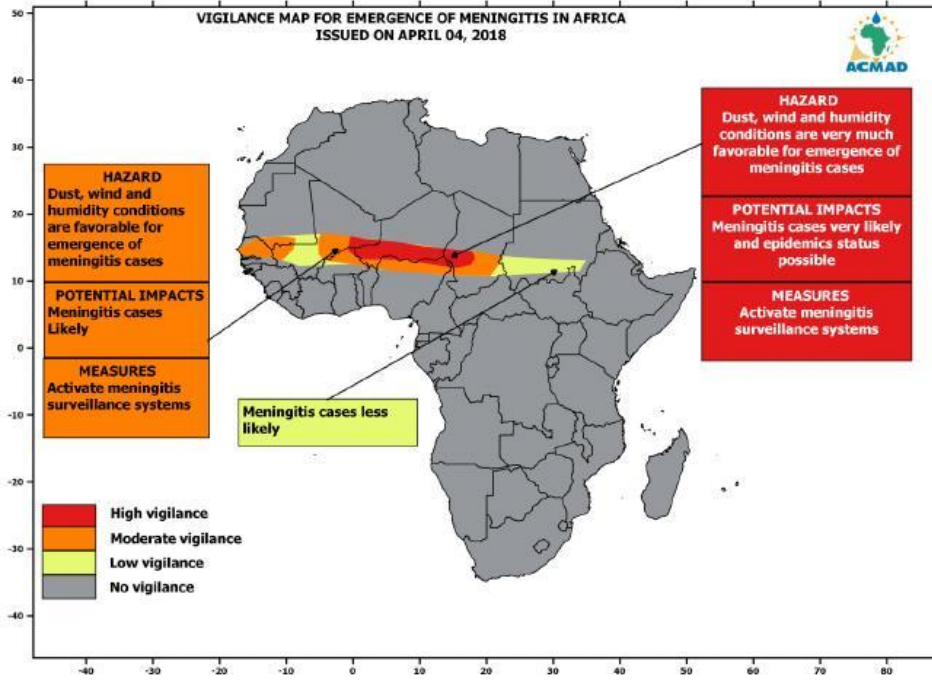 VIGILANCE MAP FOR EMERGENCE OF MENINGITIS IN AFRICA
ISSUED ON APRIL 04, 2018
ACMAD
HAZARD
Dust, wind and humidity
conditions are very much
favorable for emergence of
meningitis cases
POTENTIAL IMPACTS
Meningitis cases very likely
and epidemics status
possible
MEASURES
Activate meningitis
surveillance systems
HAZARD
Dust, wind and
humidity conditions
are favorable for
emergence of
meningitis cases
POTENTIAL IMPACTS
Meningitis cases
Likely
MEASURES
Activate meningitis
surveillance systems
Meningitis cases less
likely
High vigilance
Moderate vigilance
Low vigilance
No vigilance
50
40
30
20
10
0
-10
-20
-30
-40
-40
-30
-20
-10
0
10
20
30
40
50
60
70
80